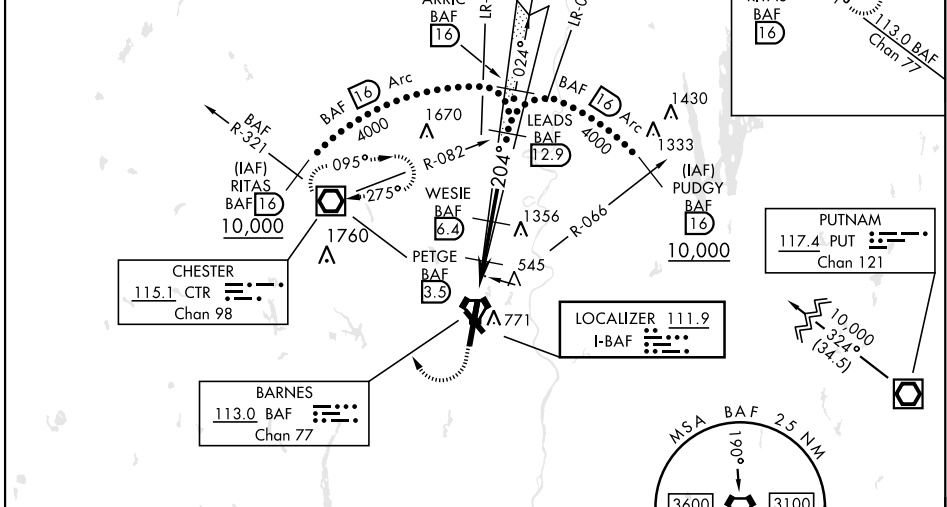 ARRIC
BAF
16
LR-
LR-0
024°
BAF
16
113.0 BAF
Chan 77
BAF 16 Arc
4000
BAF 16 Arc
4000
1670
1430
1333
LEADS
BAF
12.9
BAF
R-321
(IAF)
RITAS
BAF 16
10,000
095°
275°
R-082
204°
WESIE
BAF
6.4
1356
R-066
(IAF)
PUDGY
BAF
16
10,000
1760
PETGE
BAF
3.5
545
771
CHESTER
115.1 CTR
Chan 98
PUTNAM
117.4 PUT
Chan 121
LOCALIZER 111.9
I-BAF
10,000
324°
(34.5)
BARNES
113.0 BAF
Chan 77
MSA BAF 25 NM
190°
3600
3100